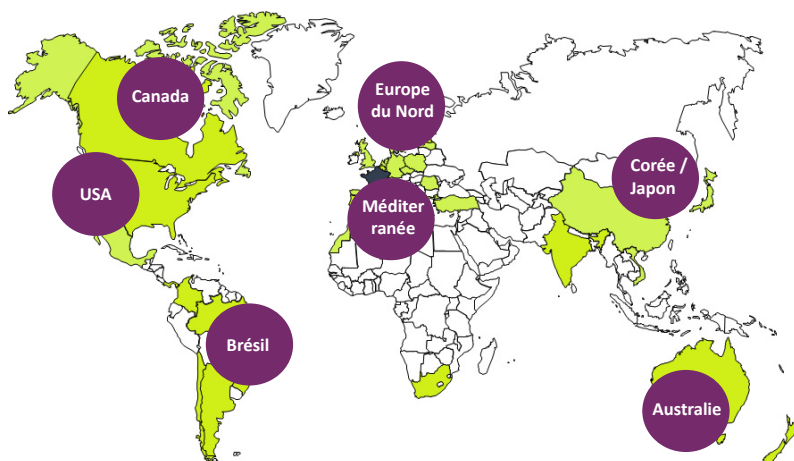 Canada
Europe
du Nord
USA
Corée /
Japon
Méditer
ranée
Brésil
Australie